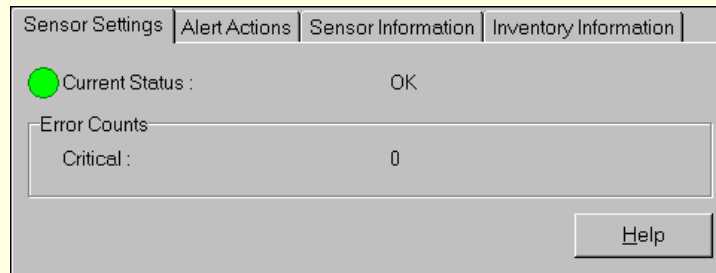 Sensor Settings Alert Actions Sensor Information Inventory Information
Current Status : OK
Error Counts
Critical : 0
Help